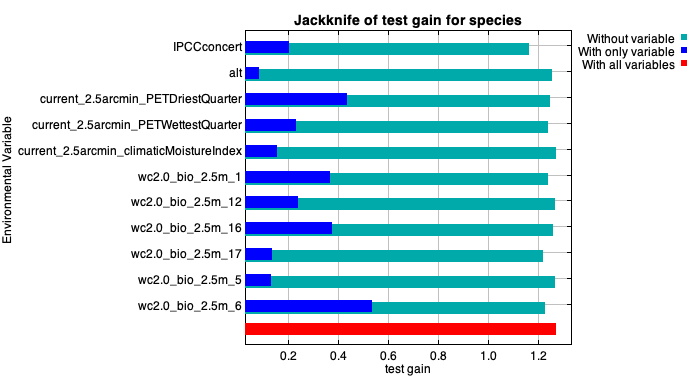 Jackknife of test gain for species
Without variable
With only variable
With all variables
Environmental Variable
IPCCconcert
alt
current_2.5arcmin_PETDriestQuarter
current_2.5arcmin_PETWettestQuarter
current_2.5arcmin_climaticMoistureIndex
wc2.0_bio_2.5m_1
wc2.0_bio_2.5m_12
wc2.0_bio_2.5m_16
wc2.0_bio_2.5m_17
wc2.0_bio_2.5m_5
wc2.0_bio_2.5m_6
0.2 0.4 0.6 0.8 1.0 1.2
test gain